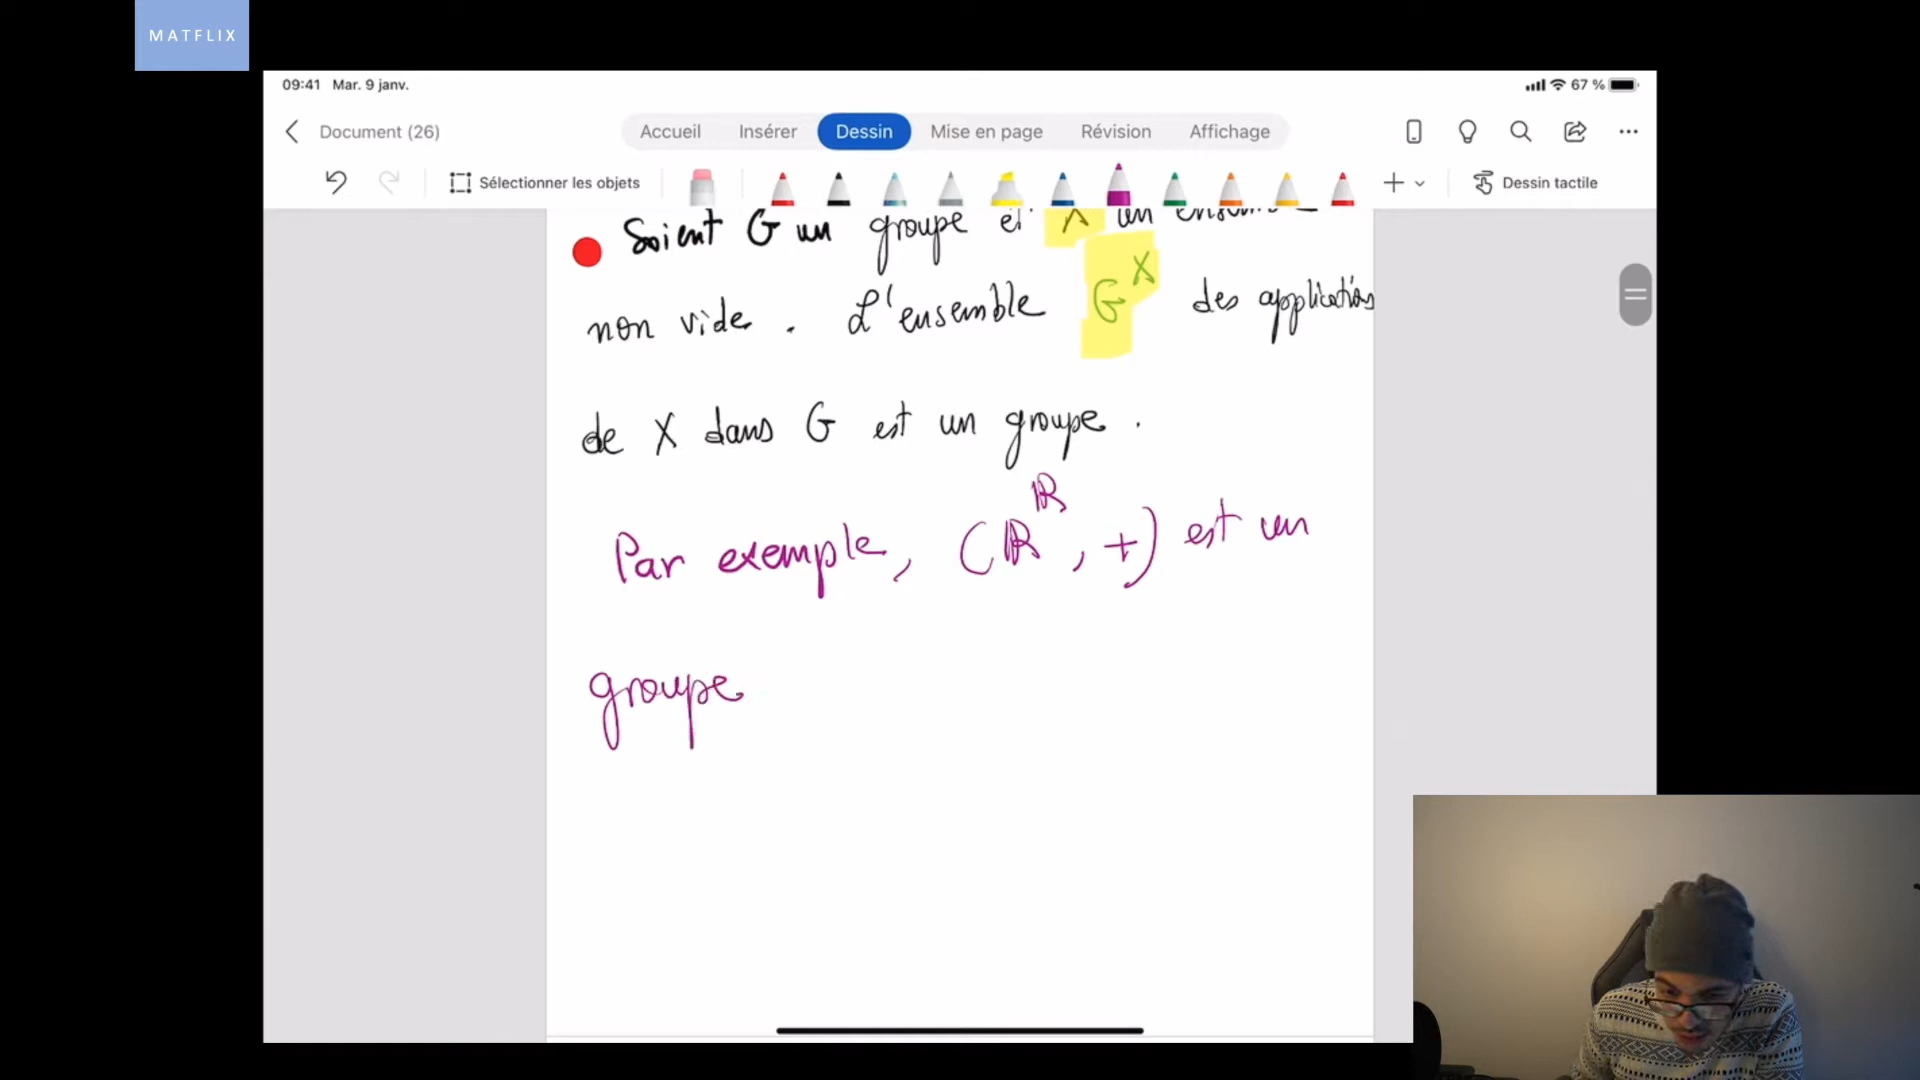 MATFLIX
09:41 Mar. 9 janv.
67 %
Document (26)
Accueil Insérer Dessin Mise en page Révision Affichage
Sélectionner les objets
Dessin tactile
Soient G un groupe et X un
non vide. L'ensemble G^X des applications
de X dans G est un groupe.
Par exemple, (ℝ^ℝ, +) est un
groupe